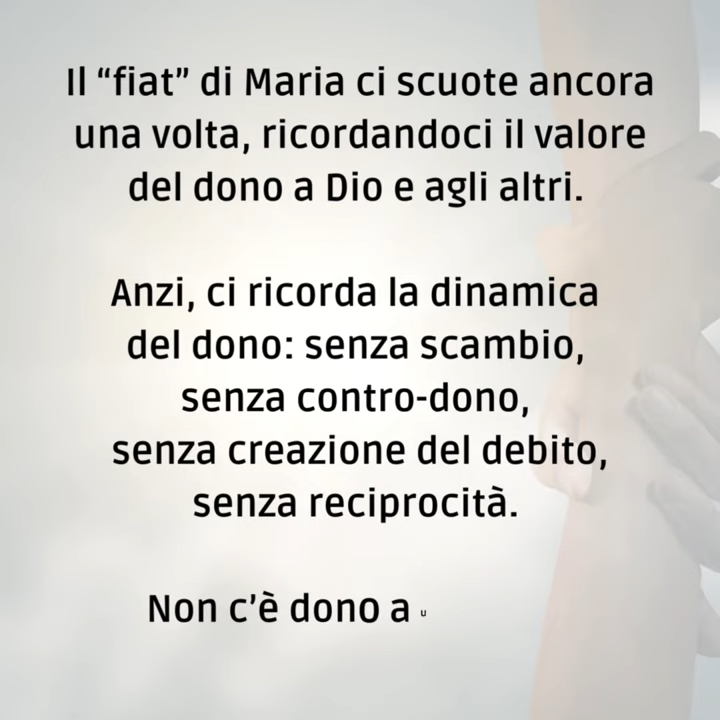 Il “fiat” di Maria ci scuote ancora
una volta, ricordandoci il valore
del dono a Dio e agli altri.
Anzi, ci ricorda la dinamica
del dono: senza scambio,
senza contro-dono,
senza creazione del debito,
senza reciprocità.
Non c’è dono a u